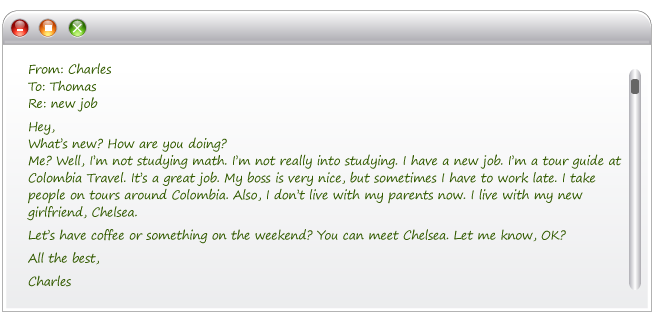 From: Charles
To: Thomas
Re: new job
Hey,
What's new? How are you doing?
Me? Well, I'm not studying math. I'm not really into studying. I have a new job. I'm a tour guide at
Colombia Travel. It's a great job. My boss is very nice, but sometimes I have to work late. I take
people on tours around Colombia. Also, I don't live with my parents now. I live with my new
girlfriend, Chelsea.
Let's have coffee or something on the weekend? You can meet Chelsea. Let me know, OK?
All the best,
Charles